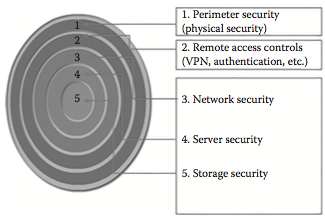 1
2
3
4
5
1. Perimeter security
(physical security)
2. Remote access controls
(VPN, authentication, etc.)
3. Network security
4. Server security
5. Storage security